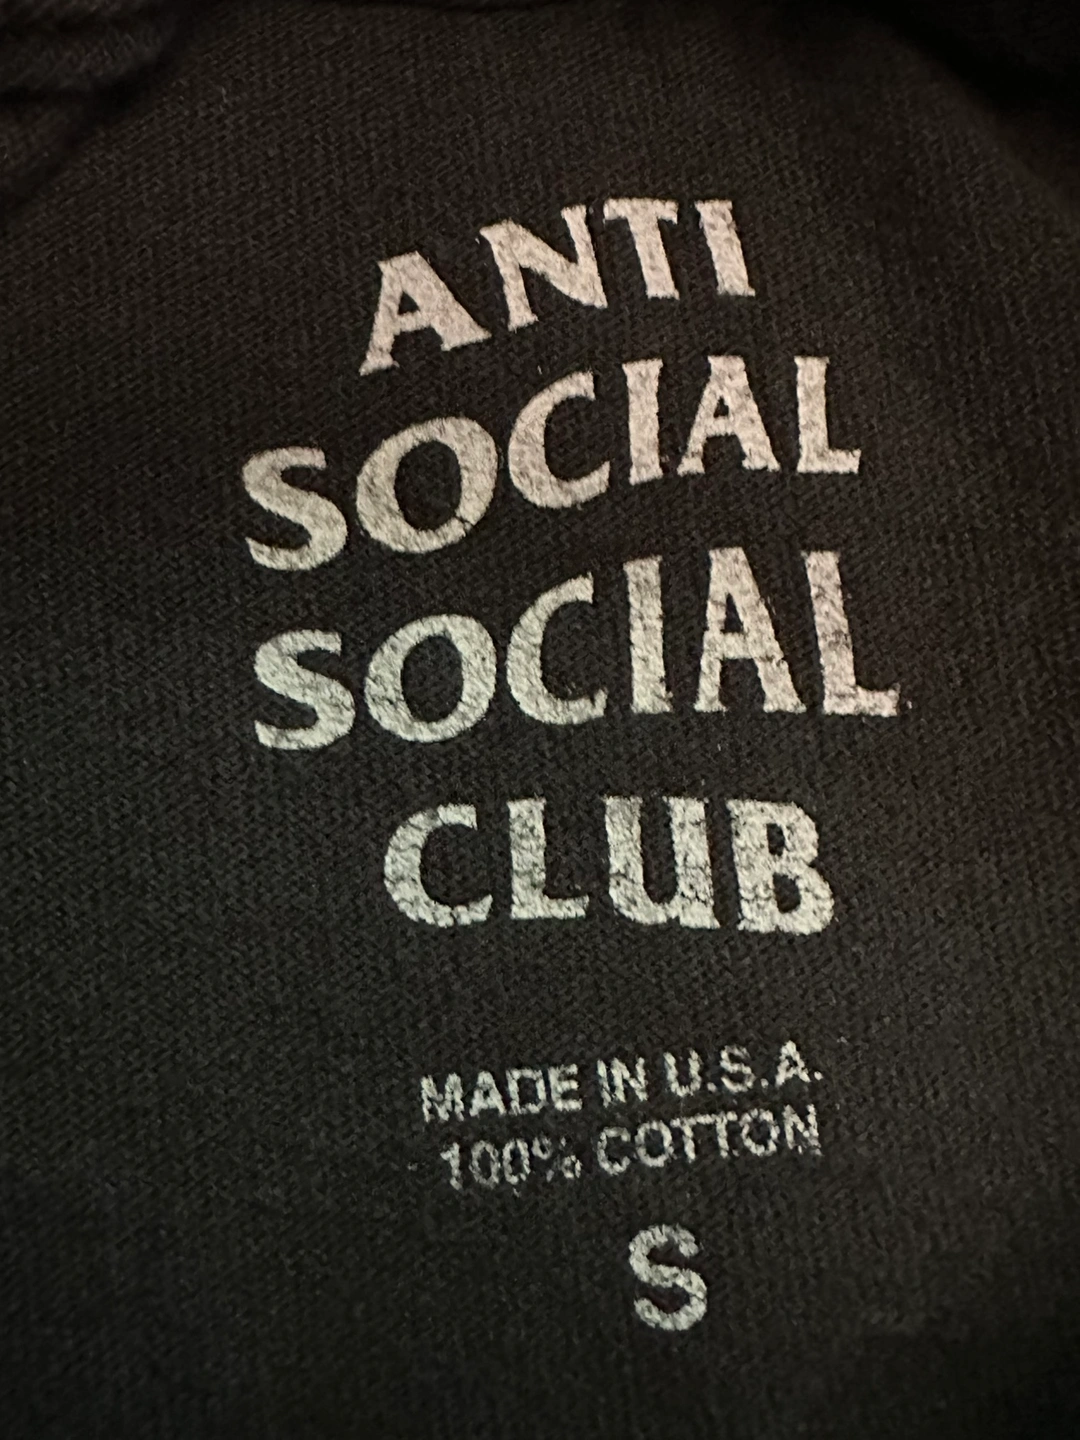 ANTI
SOCIAL
SOCIAL
CLUB
MADE IN U.S.A.
100% COTTON
S